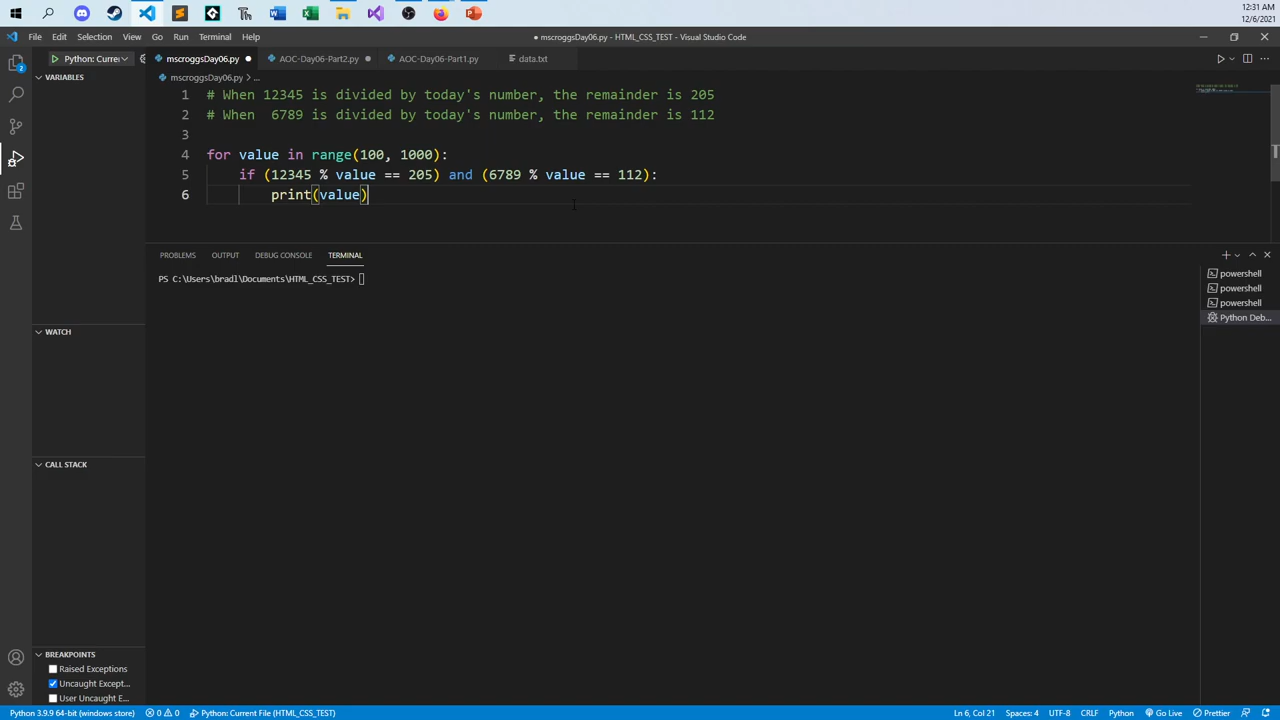 12:31 AM
12/6/2021
File Edit Selection View Go Run Terminal Help
● mscroggsDay06.py - HTML_CSS_TEST - Visual Studio Code
Python: Curren
mscroggsDay06.py
AOC-Day06-Part2.py
AOC-Day06-Part1.py
data.txt
2
mscroggsDay06.py > ...
VARIABLES
1 # When 12345 is divided by today's number, the remainder is 205
2 # When  6789 is divided by today's number, the remainder is 112
3
4 for value in range(100, 1000):
5     if (12345 % value == 205) and (6789 % value == 112):
6         print(value)
PROBLEMS OUTPUT DEBUG CONSOLE TERMINAL
PS C:\Users\bradl\Documents\HTML_CSS_TEST>
powershell
powershell
powershell
Python Deb...
WATCH
CALL STACK
BREAKPOINTS
Raised Exceptions
Uncaught Except...
User Uncaught E...
Python 3.9.9 64-bit (windows store) 0 0 Python: Current File (HTML_CSS_TEST) Ln 6, Col 21 Spaces: 4 UTF-8 CRLF Python Go Live Prettier